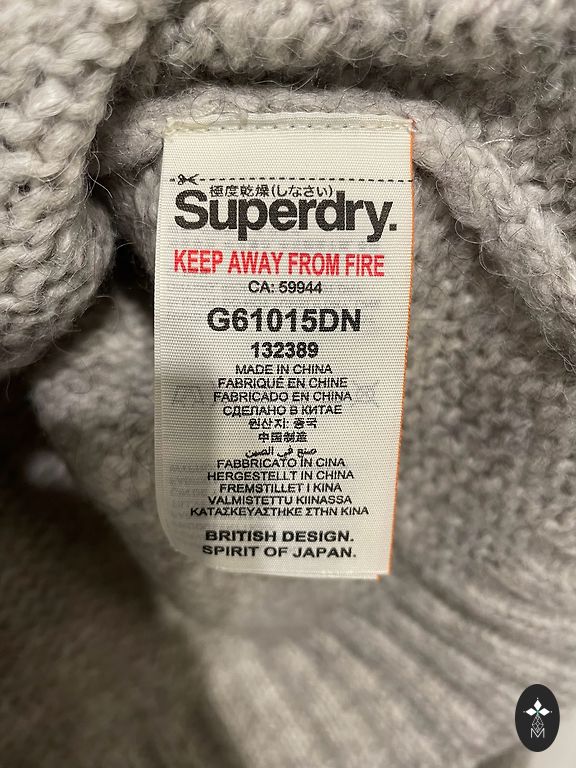 極度乾燥(しなさい)
Superdry.
KEEP AWAY FROM FIRE
CA: 59944
G61015DN
132389
MADE IN CHINA
FABRIQUÉ EN CHINE
FABRICADO EN CHINA
СДЕЛАНО В КИТАЕ
원산지: 중국
中国制造
صنع في الصين
FABBRICATO IN CINA
HERGESTELLT IN CHINA
FREMSTILLET I KINA
VALMISTETTU KIINASSA
ΚΑΤΑΣΚΕΥΑΣΤΗΚΕ ΣΤΗΝ ΚΙΝΑ
BRITISH DESIGN.
SPIRIT OF JAPAN.
M